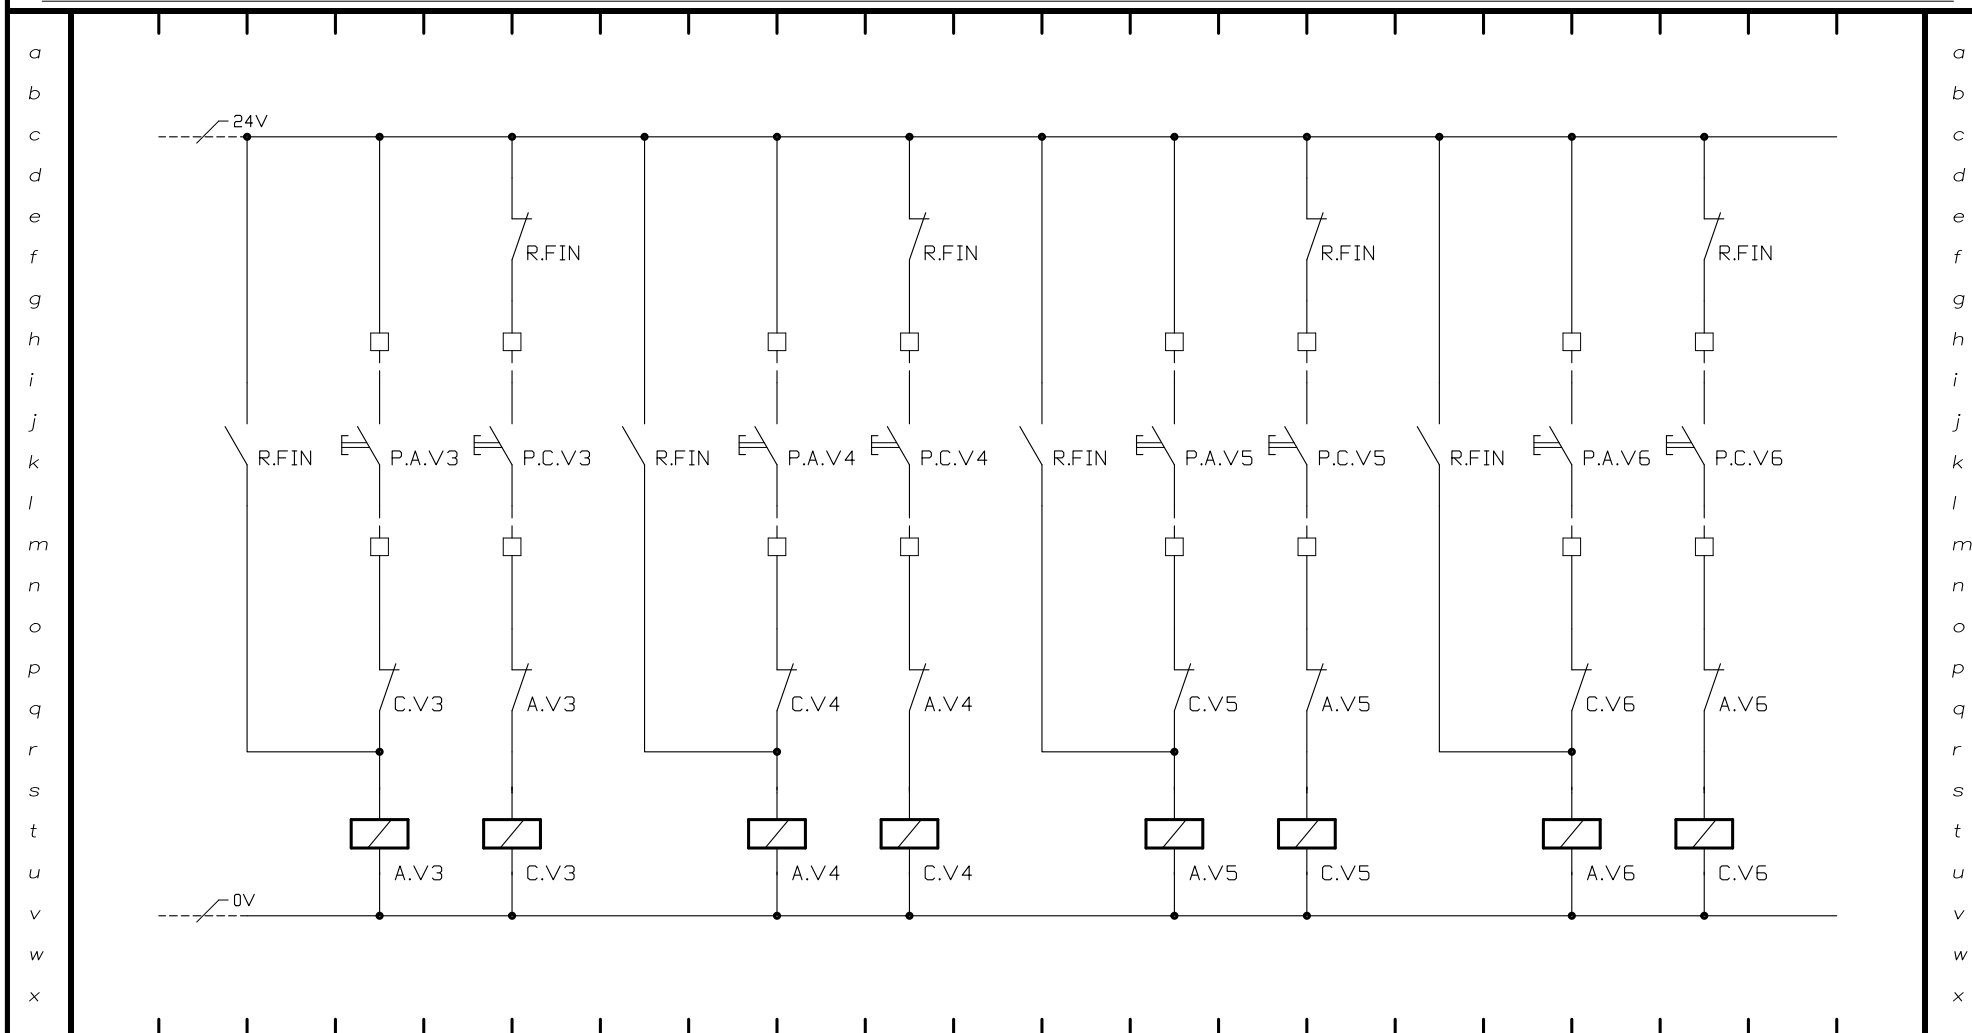 a a
b b
24V
c c
d d
e e
R.FIN R.FIN R.FIN R.FIN
f f
g g
h h
i i
j j
R.FIN P.A.V3 P.C.V3 R.FIN P.A.V4 P.C.V4 R.FIN P.A.V5 P.C.V5 R.FIN P.A.V6 P.C.V6
k k
l l
m m
n n
o o
p p
C.V3 A.V3 C.V4 A.V4 C.V5 A.V5 C.V6 A.V6
q q
r r
s s
t t
A.V3 C.V3 A.V4 C.V4 A.V5 C.V5 A.V6 C.V6
u u
0V
v v
w w
x x